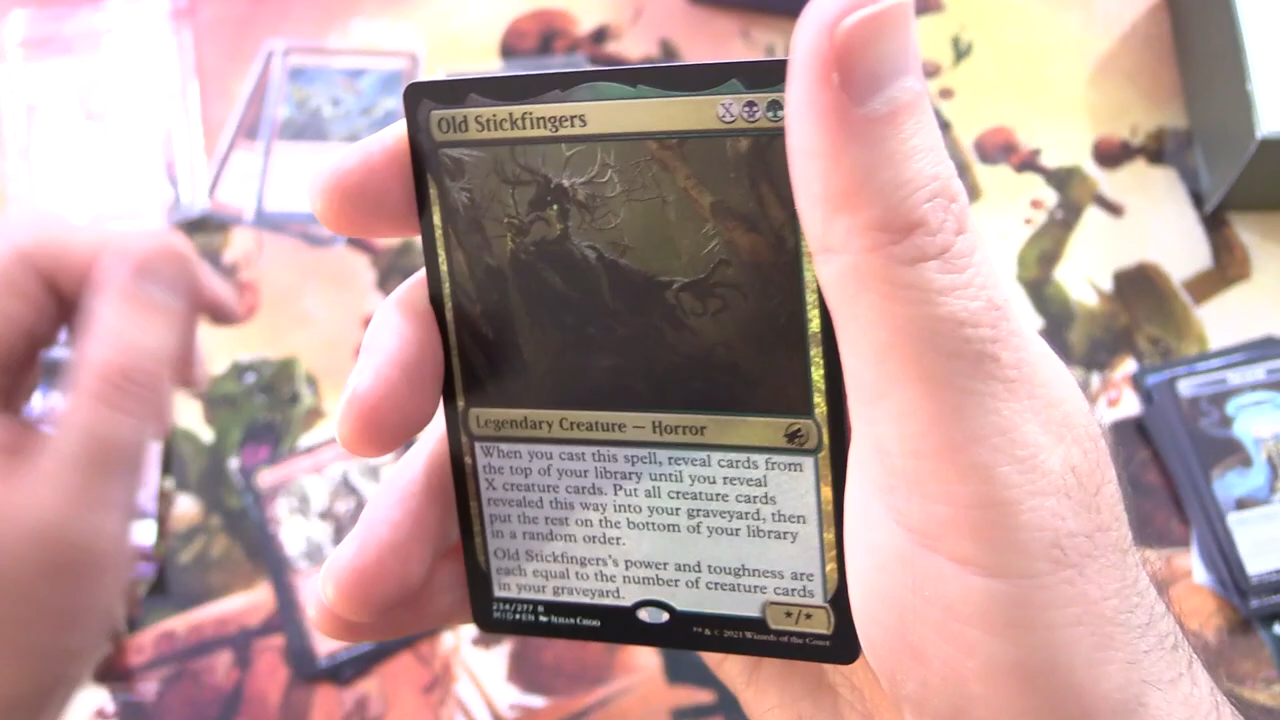 Old Stickfingers X
Legendary Creature — Horror
When you cast this spell, reveal cards from
the top of your library until you reveal
X creature cards. Put all creature cards
revealed this way into your graveyard, then
put the rest on the bottom of your library
in a random order.
Old Stickfingers's power and toughness are
each equal to the number of creature cards
in your graveyard.
*/*
234/277 R
MID★EN Jehan Choo
™ & © 2021 Wizards of the Coast